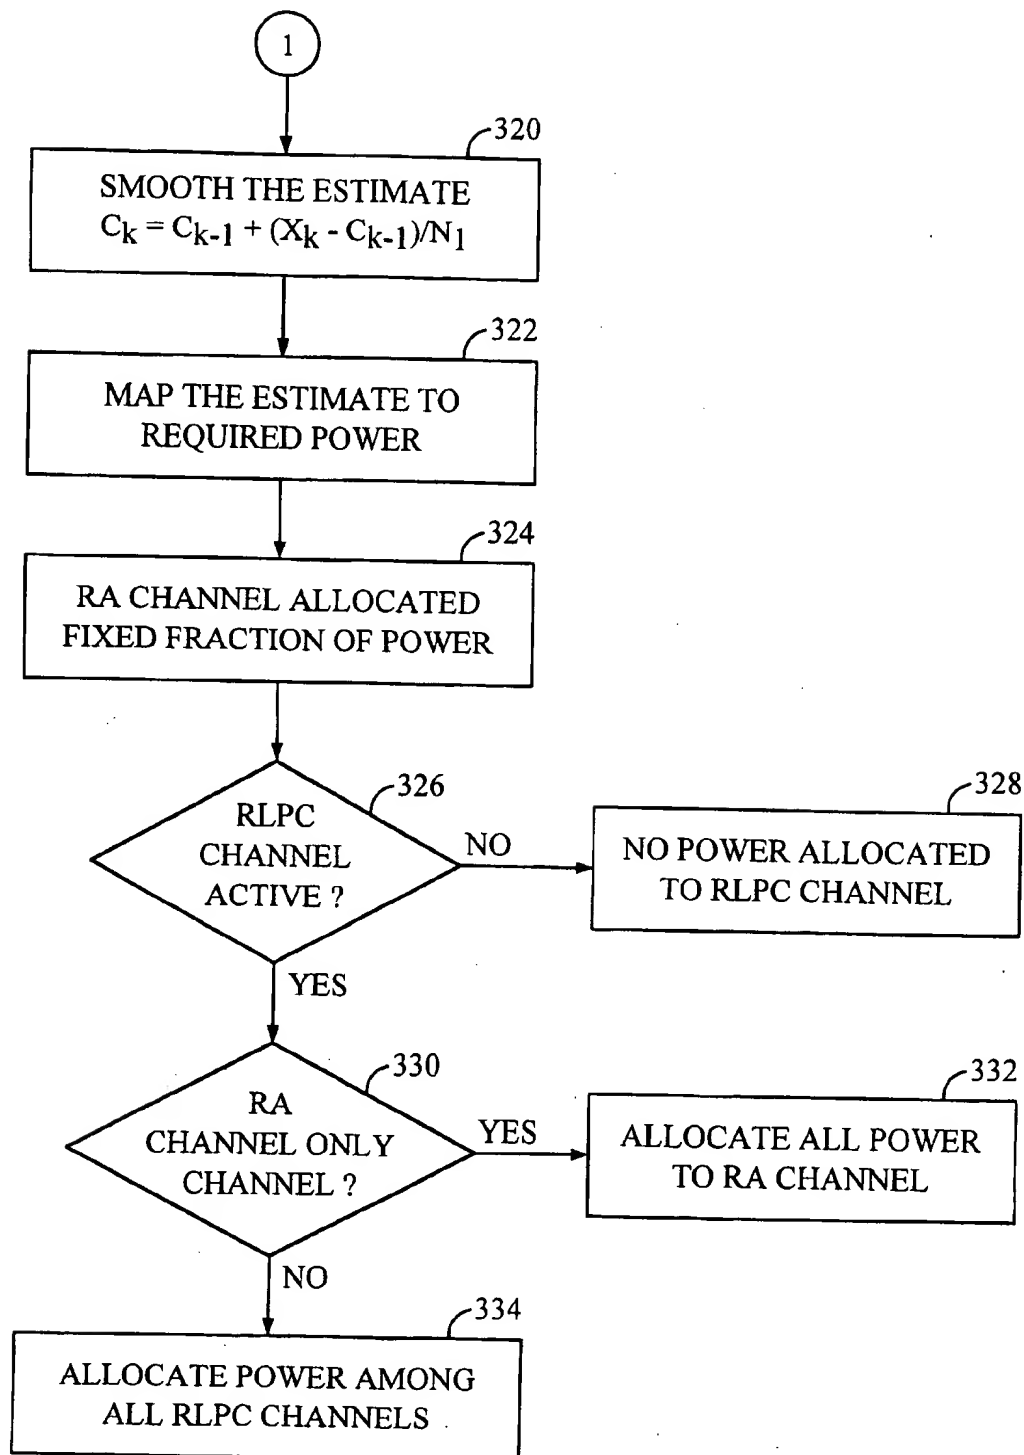 1
320
SMOOTH THE ESTIMATE
Ck = Ck-1 + (Xk - Ck-1)/N1
322
MAP THE ESTIMATE TO
REQUIRED POWER
324
RA CHANNEL ALLOCATED
FIXED FRACTION OF POWER
326
RLPC
CHANNEL
ACTIVE ?
NO
328
NO POWER ALLOCATED
TO RLPC CHANNEL
YES
330
RA
CHANNEL ONLY
CHANNEL ?
YES
332
ALLOCATE ALL POWER
TO RA CHANNEL
NO
334
ALLOCATE POWER AMONG
ALL RLPC CHANNELS